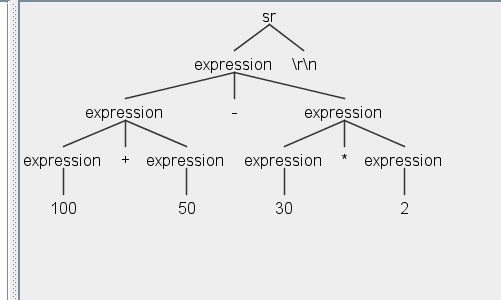 sr
expression \r\n
expression - expression
expression + expression expression * expression
100 50 30 2